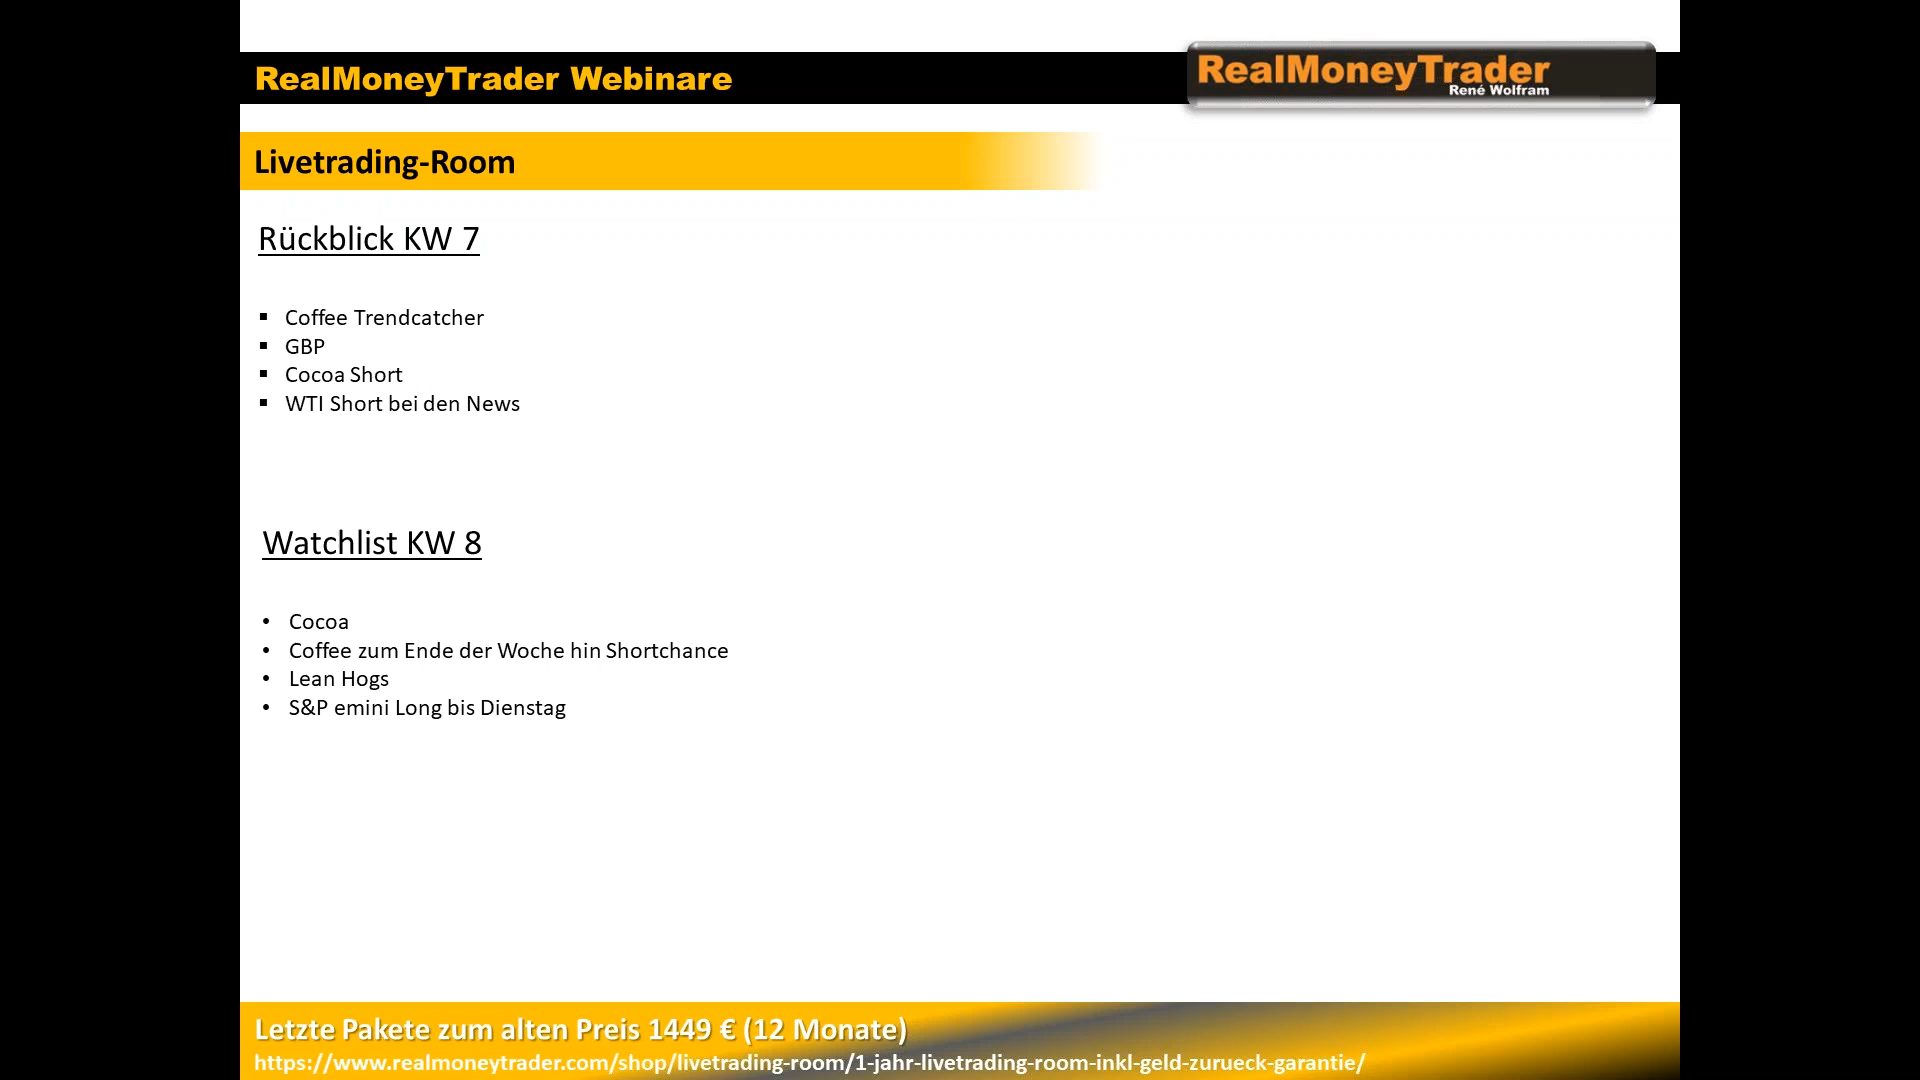 RealMoneyTrader Webinare
RealMoneyTrader
René Wolfram
Livetrading-Room
Rückblick KW 7
▪ Coffee Trendcatcher
▪ GBP
▪ Cocoa Short
▪ WTI Short bei den News
Watchlist KW 8
• Cocoa
• Coffee zum Ende der Woche hin Shortchance
• Lean Hogs
• S&P emini Long bis Dienstag
Letzte Pakete zum alten Preis 1449 € (12 Monate)
https://www.realmoneytrader.com/shop/livetrading-room/1-jahr-livetrading-room-inkl-geld-zurueck-garantie/